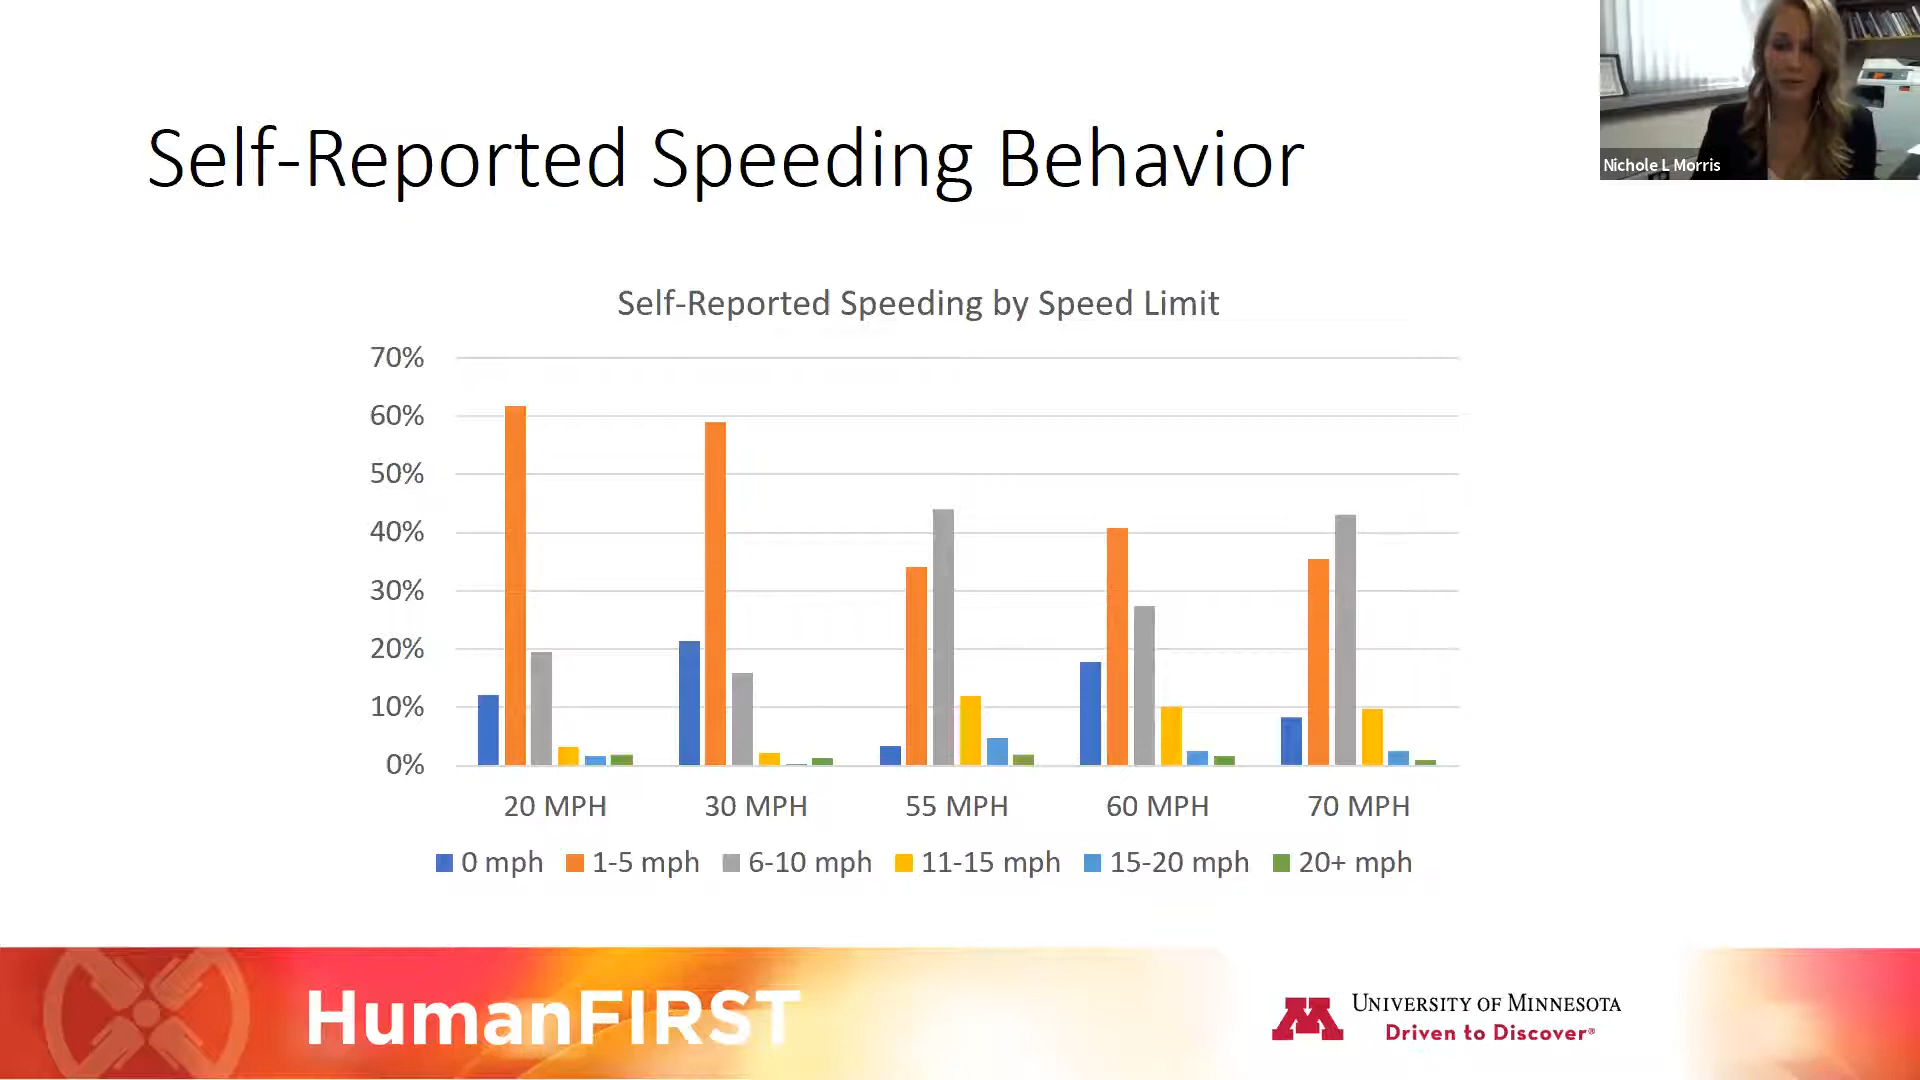 Self-Reported Speeding Behavior
Nichole L Morris
Self-Reported Speeding by Speed Limit
70%
60%
50%
40%
30%
20%
10%
0%
20 MPH 30 MPH 55 MPH 60 MPH 70 MPH
0 mph 1-5 mph 6-10 mph 11-15 mph 15-20 mph 20+ mph
HumanFIRST
M
UNIVERSITY OF MINNESOTA
Driven to Discover®